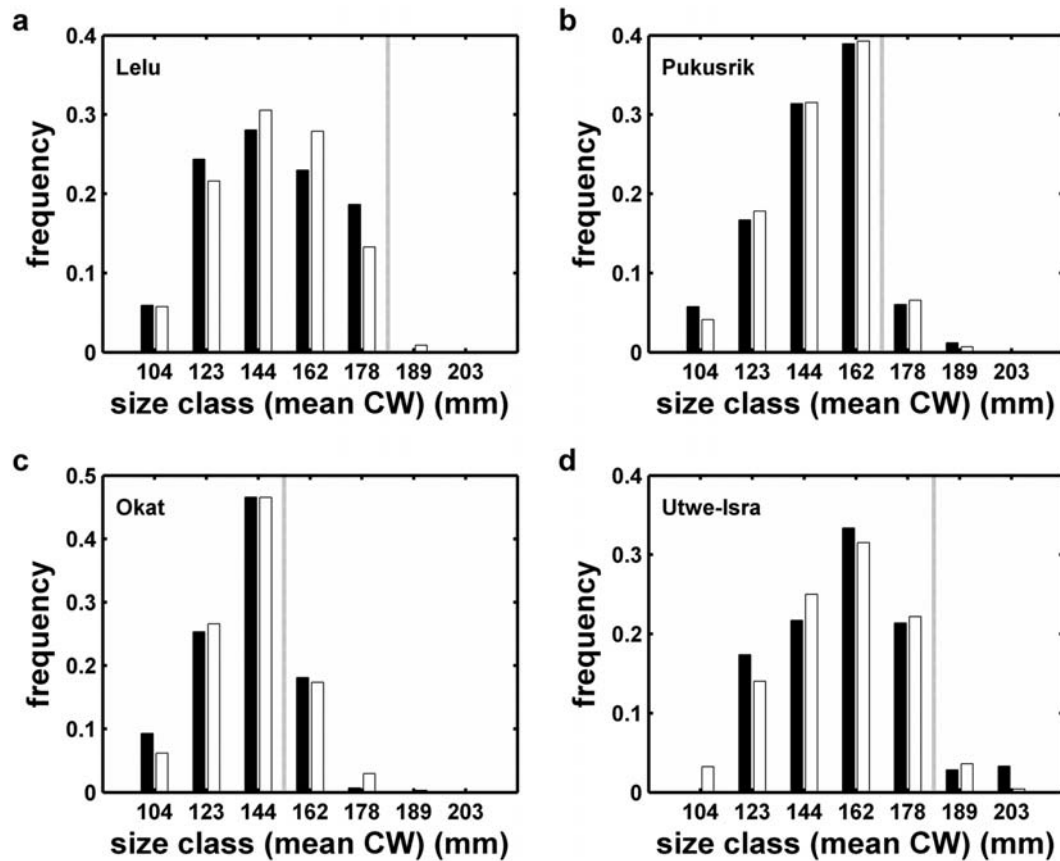 a
Lelu
0.4
0.3
0.2
0.1
0
frequency
104 123 144 162 178 189 203
size class (mean CW) (mm)
b
Pukusrik
0.4
0.3
0.2
0.1
0
frequency
104 123 144 162 178 189 203
size class (mean CW) (mm)
c
Okat
0.5
0.4
0.3
0.2
0.1
0
frequency
104 123 144 162 178 189 203
size class (mean CW) (mm)
d
Utwe-Isra
0.4
0.3
0.2
0.1
0
frequency
104 123 144 162 178 189 203
size class (mean CW) (mm)